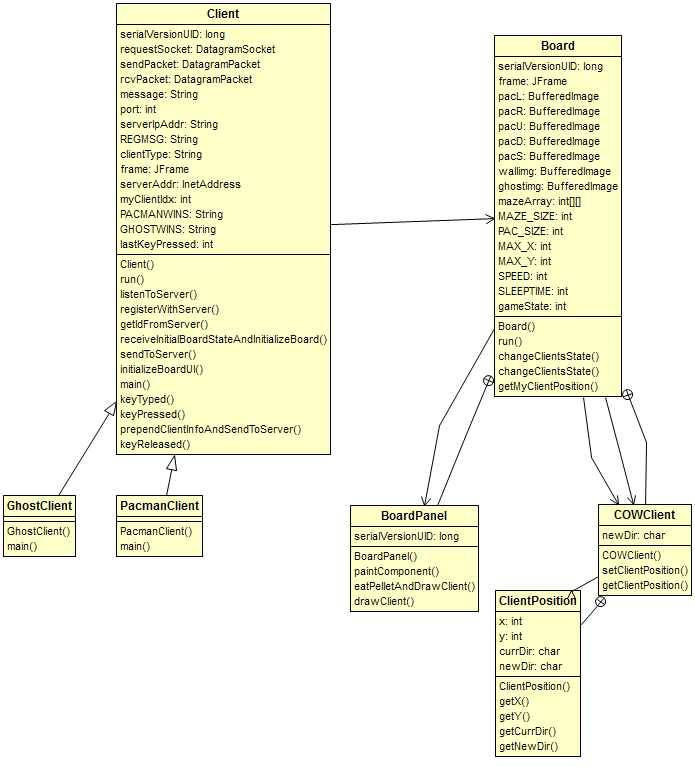 Client
serialVersionUID: long
requestSocket: DatagramSocket
sendPacket: DatagramPacket
rcvPacket: DatagramPacket
message: String
port: int
serverIpAddr: String
REGMSG: String
clientType: String
frame: JFrame
serverAddr: InetAddress
myClientIdx: int
PACMANWINS: String
GHOSTWINS: String
lastKeyPressed: int
Client()
run()
listenToServer()
registerWithServer()
getIdFromServer()
receiveInitialBoardStateAndInitializeBoard()
sendToServer()
initializeBoardUI()
main()
keyTyped()
keyPressed()
prependClientInfoAndSendToServer()
keyReleased()
Board
serialVersionUID: long
frame: JFrame
pacL: BufferedImage
pacR: BufferedImage
pacU: BufferedImage
pacD: BufferedImage
pacS: BufferedImage
wallimg: BufferedImage
ghostimg: BufferedImage
mazeArray: int[][]
MAZE_SIZE: int
PAC_SIZE: int
MAX_X: int
MAX_Y: int
SPEED: int
SLEEPTIME: int
gameState: int
Board()
run()
changeClientsState()
changeClientsState()
getMyClientPosition()
GhostClient
GhostClient()
main()
PacmanClient
PacmanClient()
main()
BoardPanel
serialVersionUID: long
BoardPanel()
paintComponent()
eatPelletAndDrawClient()
drawClient()
COWClient
newDir: char
COWClient()
setClientPosition()
getClientPosition()
ClientPosition
x: int
y: int
currDir: char
newDir: char
ClientPosition()
getX()
getY()
getCurrDir()
getNewDir()